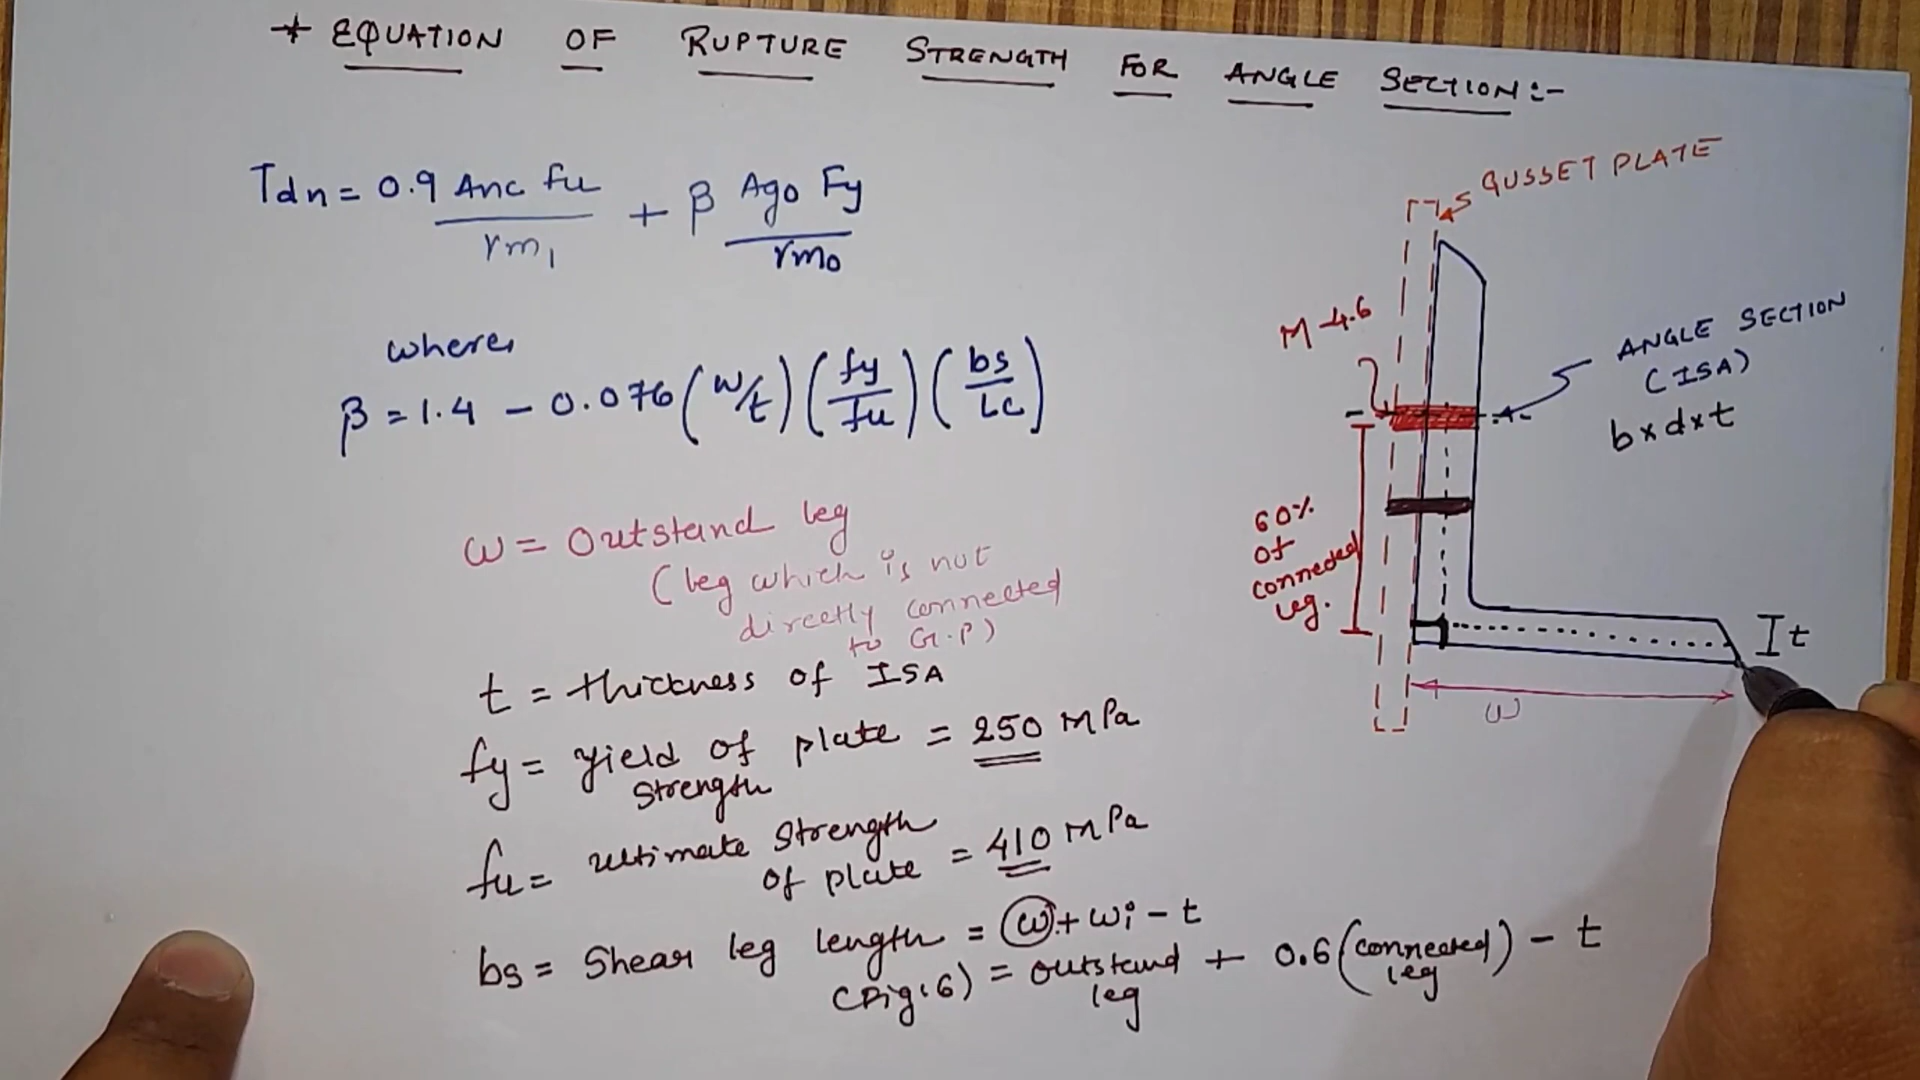 * EQUATION OF RUPTURE STRENGTH FOR ANGLE SECTION:-
Tdn = 0.9 Anc fu / γm1 + β Ago Fy / γm0
where,
β = 1.4 - 0.076 (w/t) (fy/fu) (bs/Lc)
w = Outstand leg
(leg which is not
directly connected
to G.P)
t = thickness of ISA
fy = yield of plate = 250 MPa
strength
fu = ultimate strength
of plate = 410 MPa
bs = Shear leg length = w + wi - t
(Fig. 6) = outstand leg + 0.6 (connected leg) - t
GUSSET PLATE
M-4.6
ANGLE SECTION
(ISA)
b x d x t
60%
of
connected
leg.
t
w